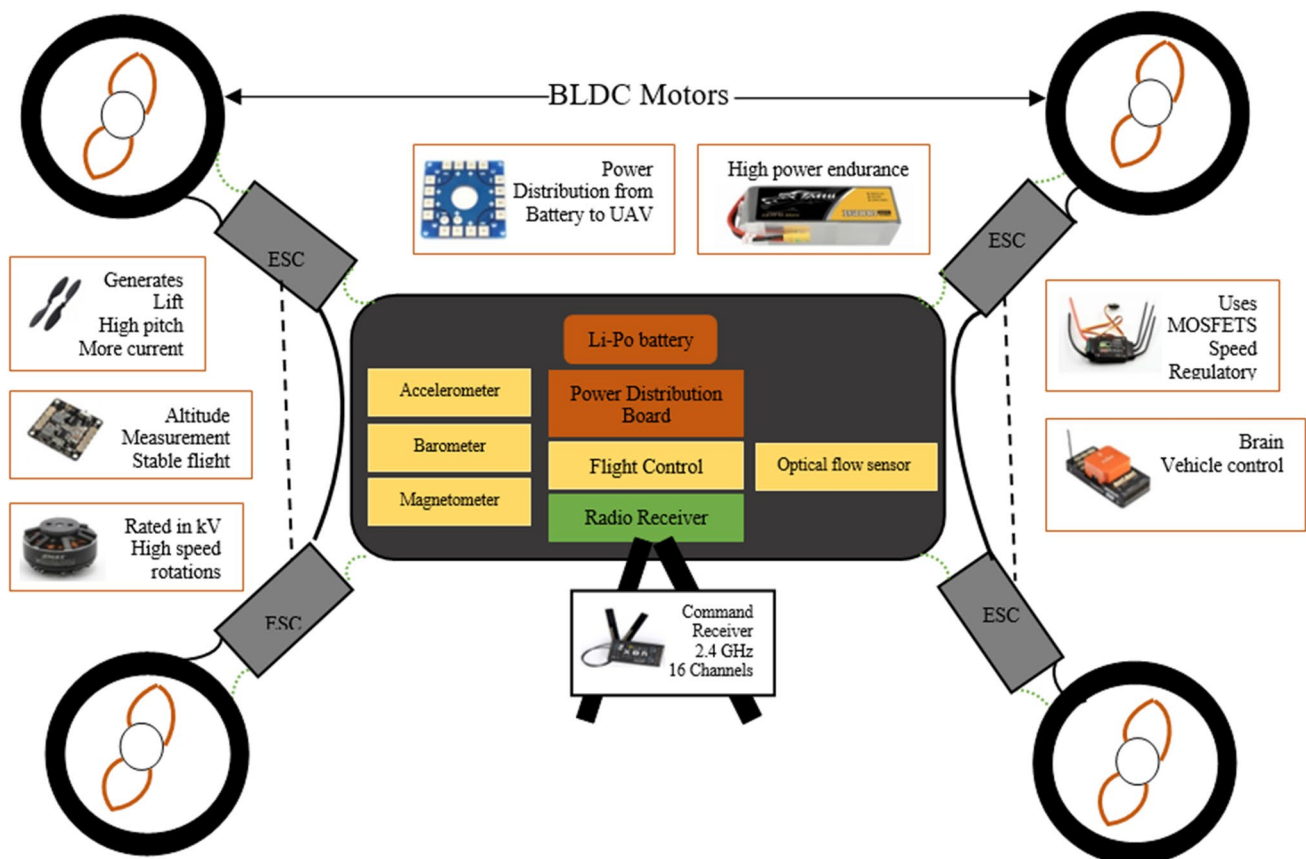 BLDC Motors
Power
Distribution from
Battery to UAV
High power endurance
ESC
ESC
Generates
Lift
High pitch
More current
Uses
MOSFETS
Speed
Regulatory
Li-Po battery
Accelerometer
Power Distribution
Board
Altitude
Measurement
Stable flight
Barometer
Flight Control
Optical flow sensor
Brain
Vehicle control
Magnetometer
Radio Receiver
Rated in kV
High speed
rotations
ESC
ESC
Command
Receiver
2.4 GHz
16 Channels